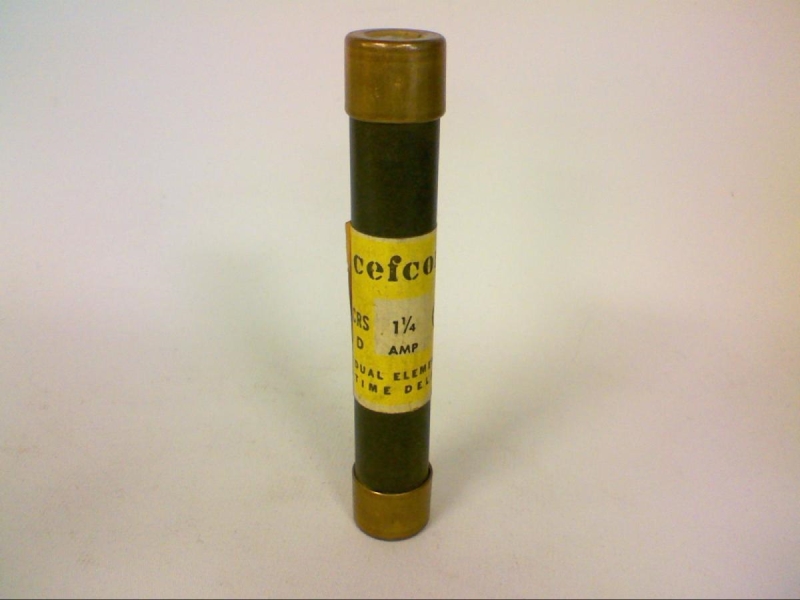 cefco
CRS 1¼
D AMP
DUAL ELEME
TIME DEL